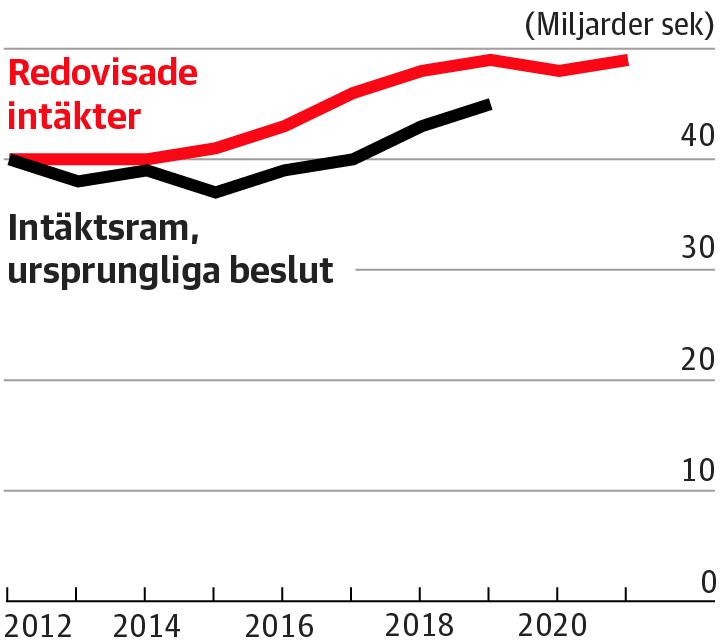 (Miljarder sek)
Redovisade
intäkter
40
Intäktsram,
ursprungliga beslut
30
20
10
0
2012 2014 2016 2018 2020